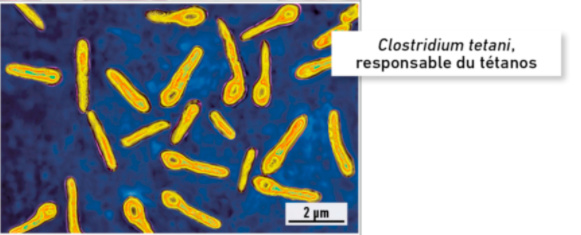 Clostridium tetani,
responsable du tétanos
2 µm